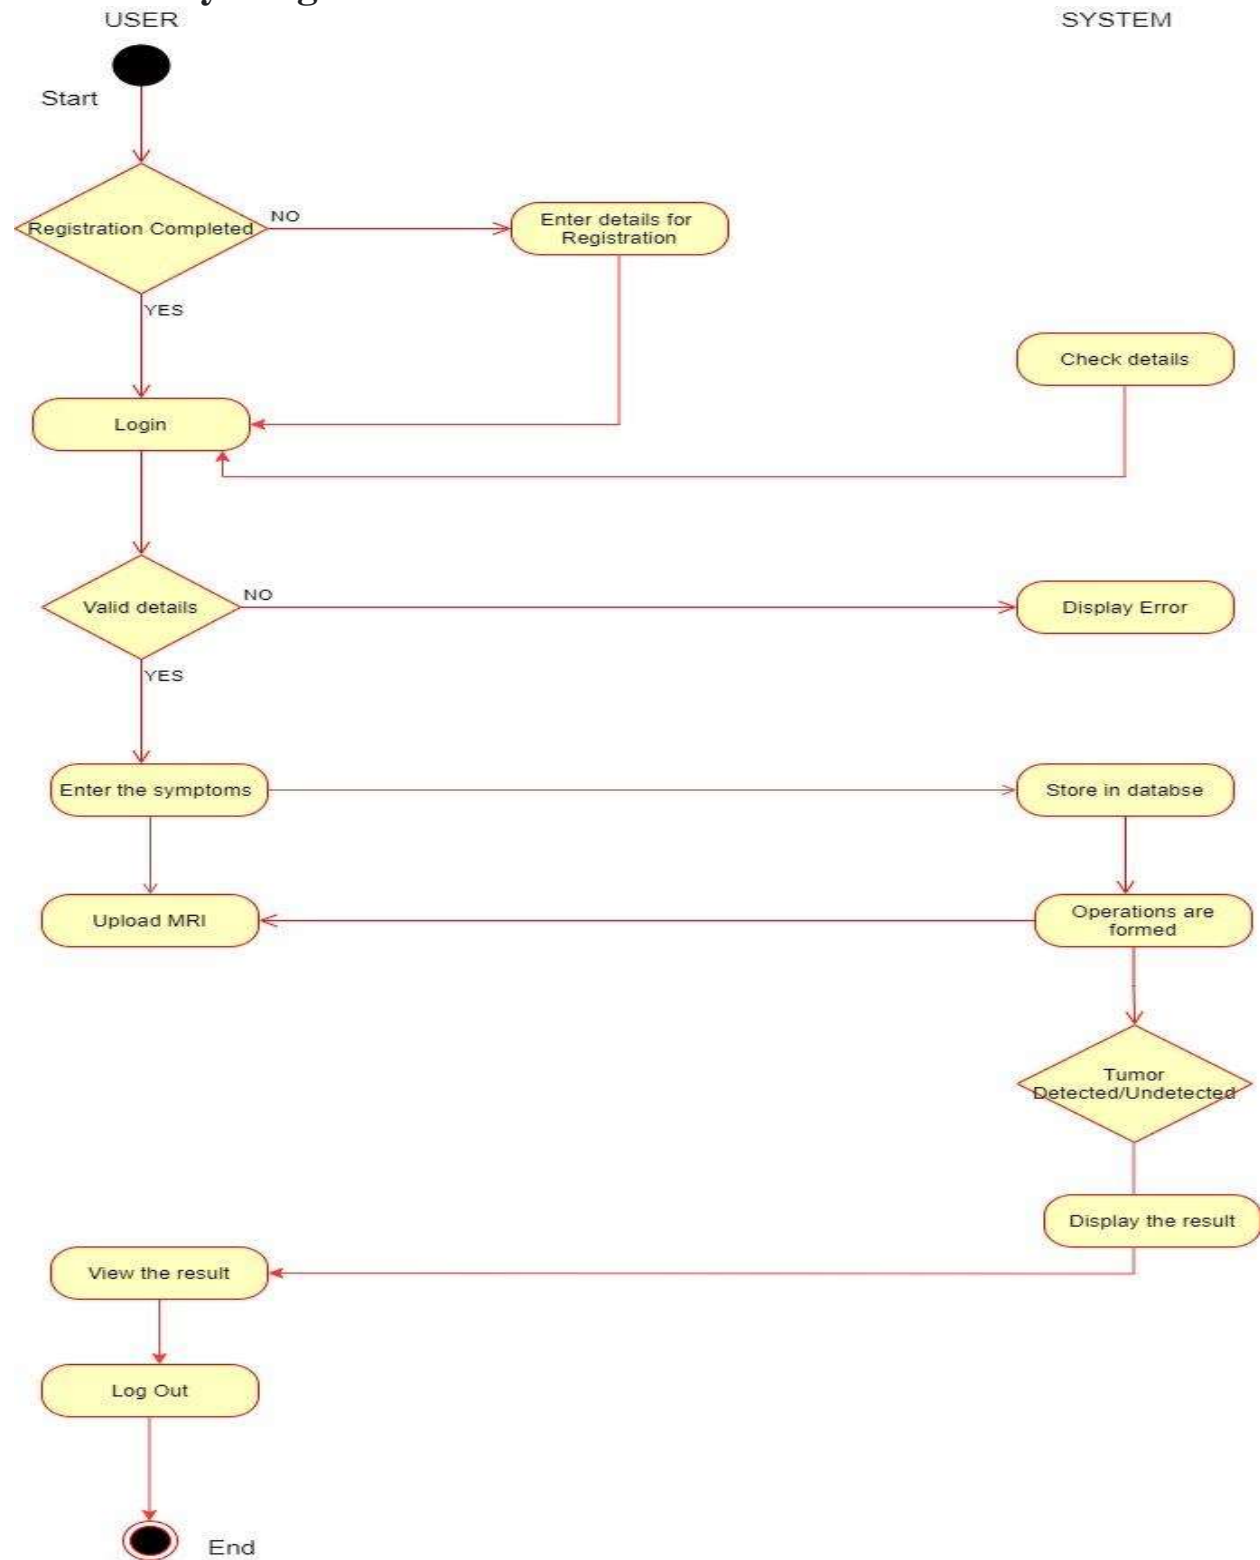 USER
SYSTEM
Start
Registration Completed
NO
Enter details for
Registration
YES
Check details
Login
Valid details
NO
Display Error
YES
Enter the symptoms
Store in databse
Upload MRI
Operations are
formed
Tumor
Detected/Undetected
Display the result
View the result
Log Out
End